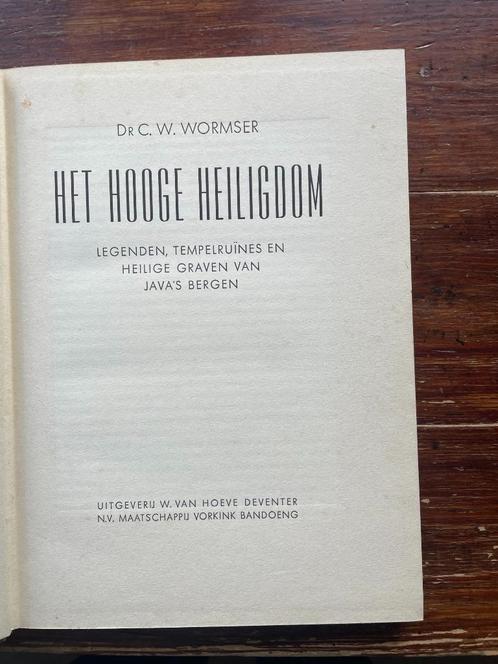 DR C. W. WORMSER
HET HOOGE HEILIGDOM
LEGENDEN, TEMPELRUÏNES EN
HEILIGE GRAVEN VAN
JAVA'S BERGEN
UITGEVERIJ W. VAN HOEVE DEVENTER
N.V. MAATSCHAPPIJ VORKINK BANDOENG